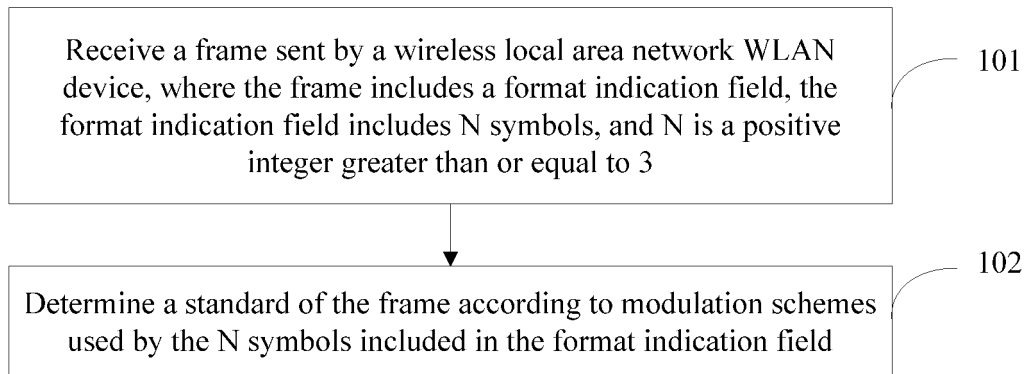 Receive a frame sent by a wireless local area network WLAN
device, where the frame includes a format indication field, the
format indication field includes N symbols, and N is a positive
integer greater than or equal to 3
101
Determine a standard of the frame according to modulation schemes
used by the N symbols included in the format indication field
102